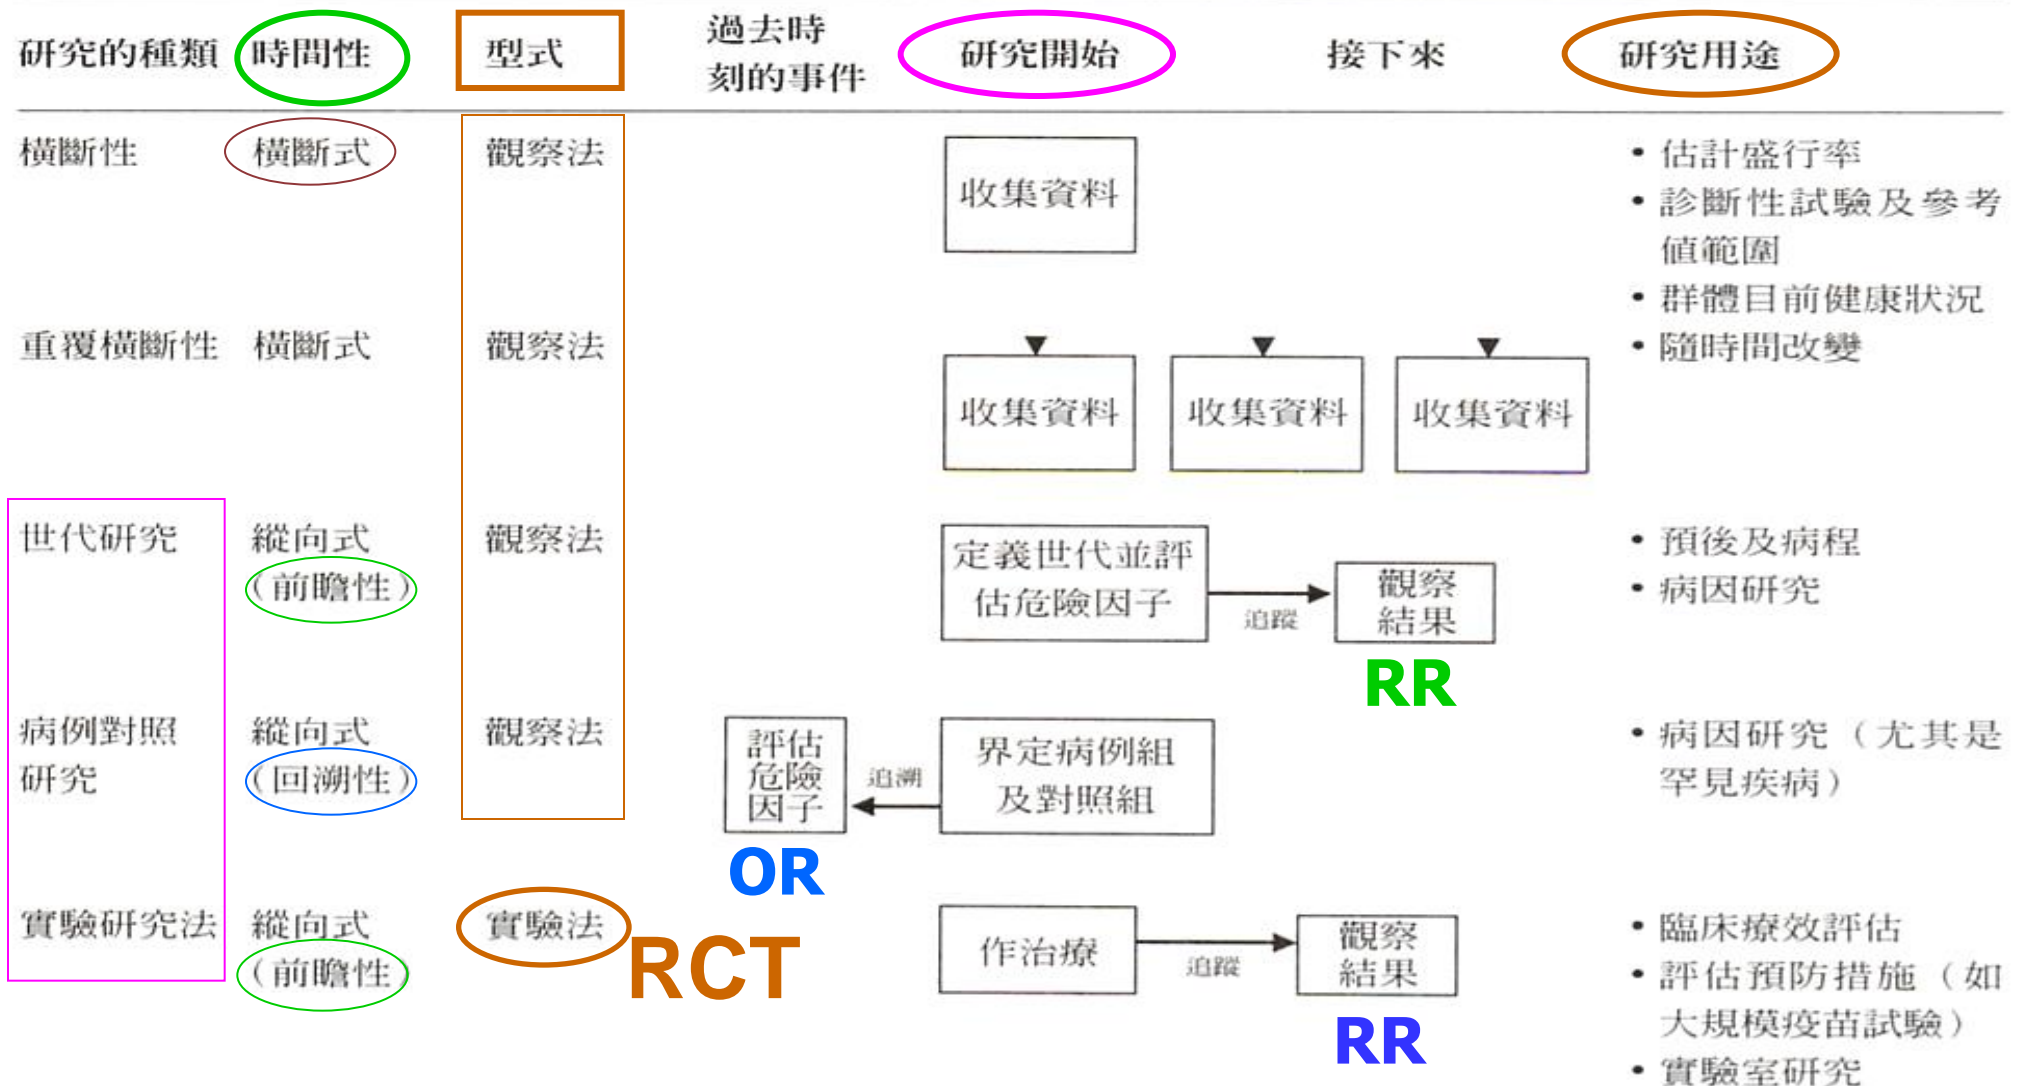 研究的種類 時間性 型式 過去時刻的事件 研究開始 接下來 研究用途
橫斷性 橫斷式 觀察法 收集資料
• 估計盛行率
• 診斷性試驗及參考
值範圍
• 群體目前健康狀況
重覆橫斷性 橫斷式 觀察法
• 隨時間改變
收集資料 收集資料 收集資料
世代研究 縱向式 觀察法
(前瞻性)
定義世代並評
估危險因子
追蹤
觀察
結果
RR
• 預後及病程
• 病因研究
病例對照 縱向式 觀察法
研究 (回溯性)
評估
危險
因子
追溯
界定病例組
及對照組
OR
• 病因研究(尤其是
罕見疾病)
實驗研究法 縱向式 實驗法
(前瞻性)
RCT
作治療
追蹤
觀察
結果
RR
• 臨床療效評估
• 評估預防措施(如
大規模疫苗試驗)
• 實驗室研究